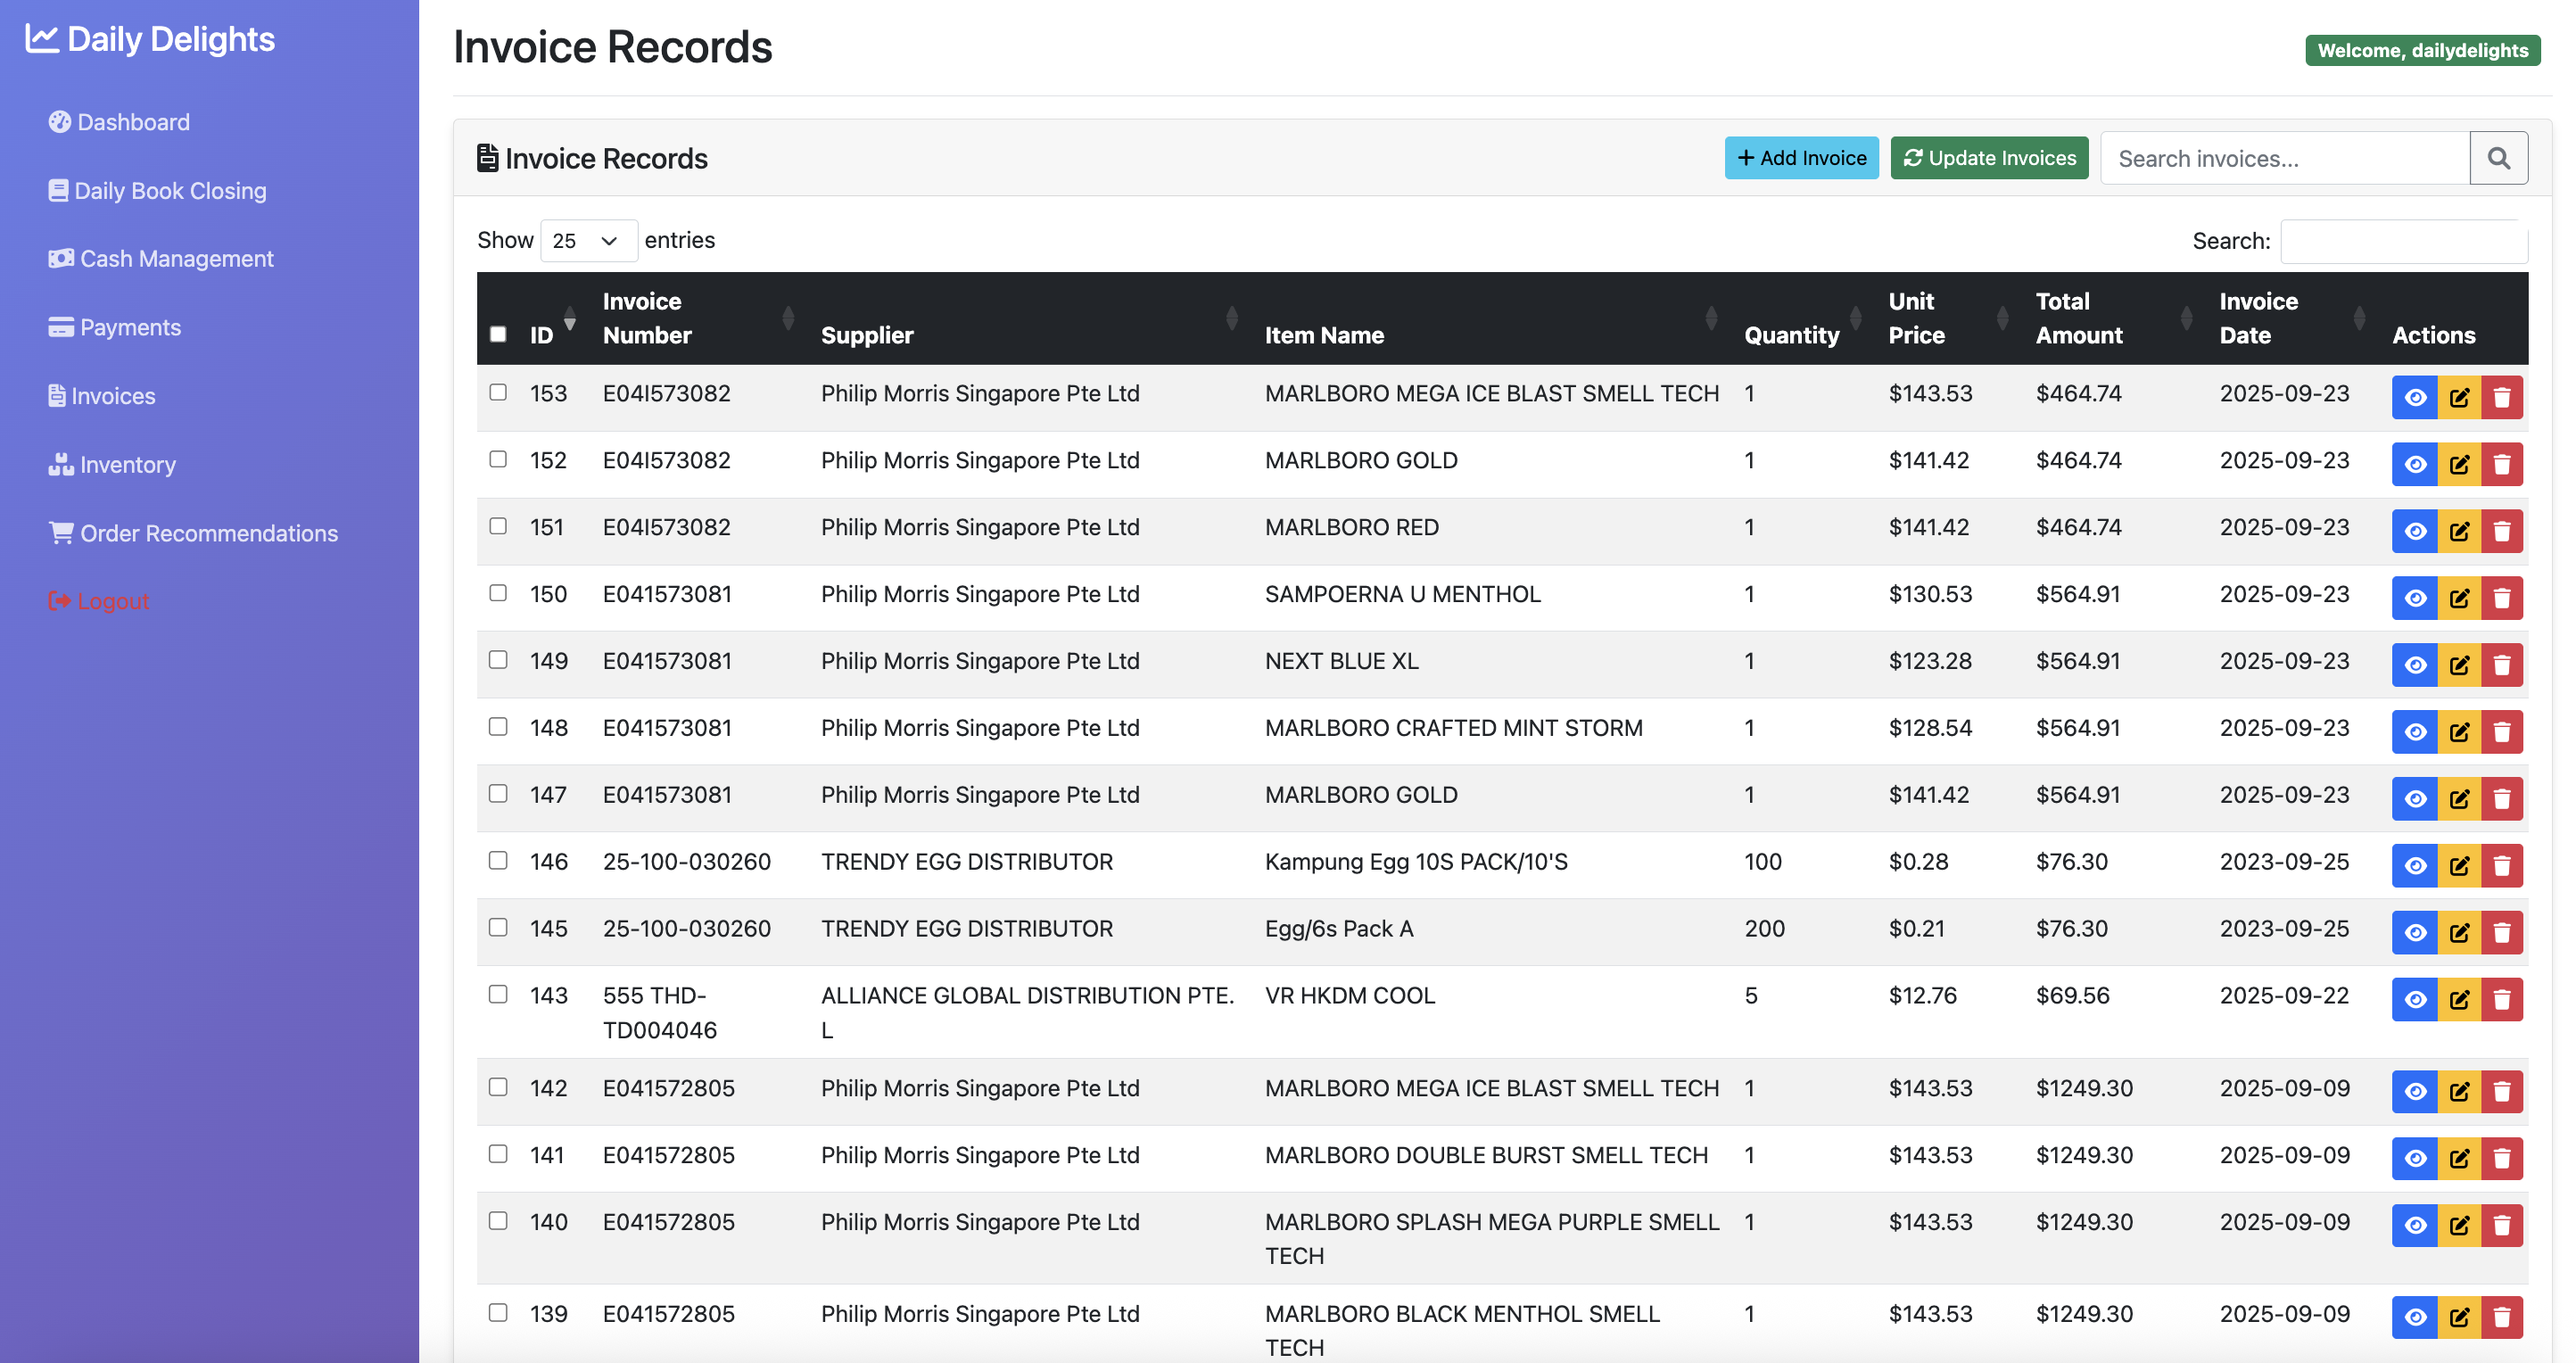 Daily Delights
Dashboard
Daily Book Closing
Cash Management
Payments
Invoices
Inventory
Order Recommendations
Logout
Invoice Records
Welcome, dailydelights
Invoice Records
Add Invoice
Update Invoices
Search invoices...
Show 25 entries
Search:
ID Invoice Number Supplier Item Name Quantity Unit Price Total Amount Invoice Date Actions
153 E04I573082 Philip Morris Singapore Pte Ltd MARLBORO MEGA ICE BLAST SMELL TECH 1 $143.53 $464.74 2025-09-23
152 E04I573082 Philip Morris Singapore Pte Ltd MARLBORO GOLD 1 $141.42 $464.74 2025-09-23
151 E04I573082 Philip Morris Singapore Pte Ltd MARLBORO RED 1 $141.42 $464.74 2025-09-23
150 E041573081 Philip Morris Singapore Pte Ltd SAMPOERNA U MENTHOL 1 $130.53 $564.91 2025-09-23
149 E041573081 Philip Morris Singapore Pte Ltd NEXT BLUE XL 1 $123.28 $564.91 2025-09-23
148 E041573081 Philip Morris Singapore Pte Ltd MARLBORO CRAFTED MINT STORM 1 $128.54 $564.91 2025-09-23
147 E041573081 Philip Morris Singapore Pte Ltd MARLBORO GOLD 1 $141.42 $564.91 2025-09-23
146 25-100-030260 TRENDY EGG DISTRIBUTOR Kampung Egg 10S PACK/10'S 100 $0.28 $76.30 2023-09-25
145 25-100-030260 TRENDY EGG DISTRIBUTOR Egg/6s Pack A 200 $0.21 $76.30 2023-09-25
143 555 THD-TD004046 ALLIANCE GLOBAL DISTRIBUTION PTE. L VR HKDM COOL 5 $12.76 $69.56 2025-09-22
142 E041572805 Philip Morris Singapore Pte Ltd MARLBORO MEGA ICE BLAST SMELL TECH 1 $143.53 $1249.30 2025-09-09
141 E041572805 Philip Morris Singapore Pte Ltd MARLBORO DOUBLE BURST SMELL TECH 1 $143.53 $1249.30 2025-09-09
140 E041572805 Philip Morris Singapore Pte Ltd MARLBORO SPLASH MEGA PURPLE SMELL TECH 1 $143.53 $1249.30 2025-09-09
139 E041572805 Philip Morris Singapore Pte Ltd MARLBORO BLACK MENTHOL SMELL TECH 1 $143.53 $1249.30 2025-09-09